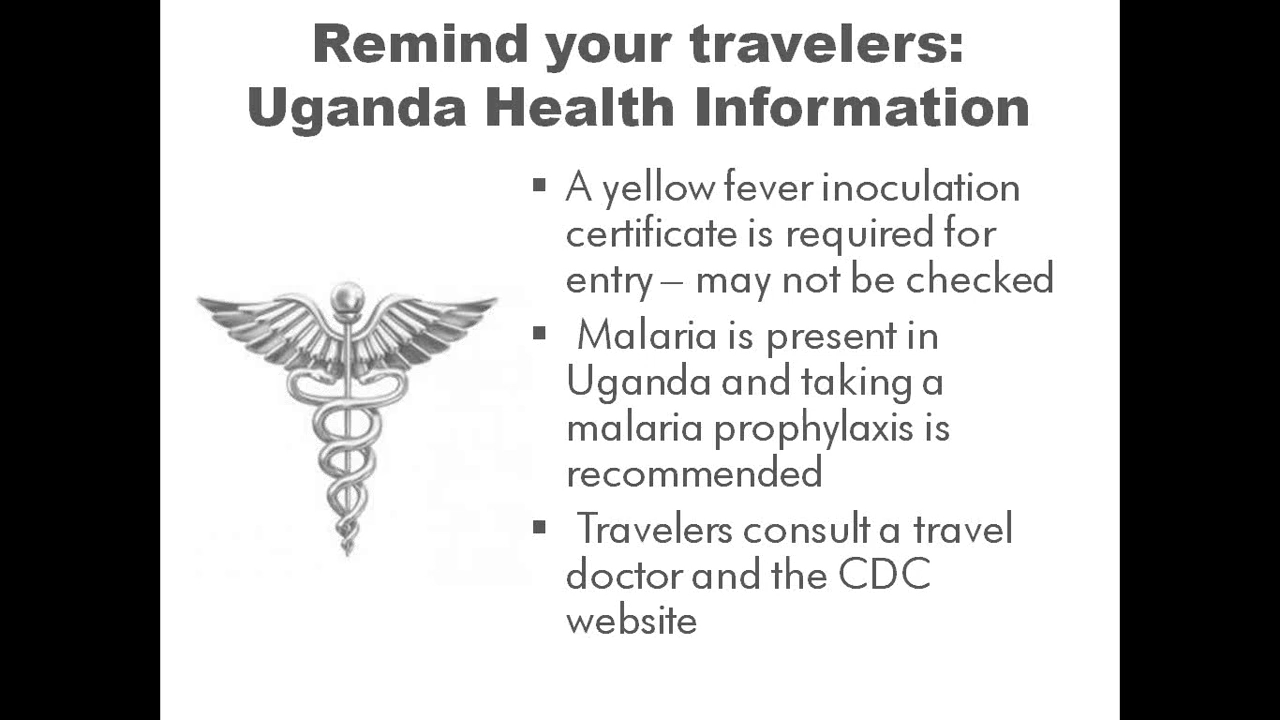 Remind your travelers:
Uganda Health Information
▪ A yellow fever inoculation
certificate is required for
entry – may not be checked
▪ Malaria is present in
Uganda and taking a
malaria prophylaxis is
recommended
▪ Travelers consult a travel
doctor and the CDC
website